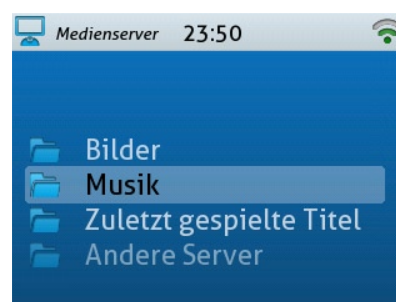 Medienserver 23:50
Bilder
Musik
Zuletzt gespielte Titel
Andere Server